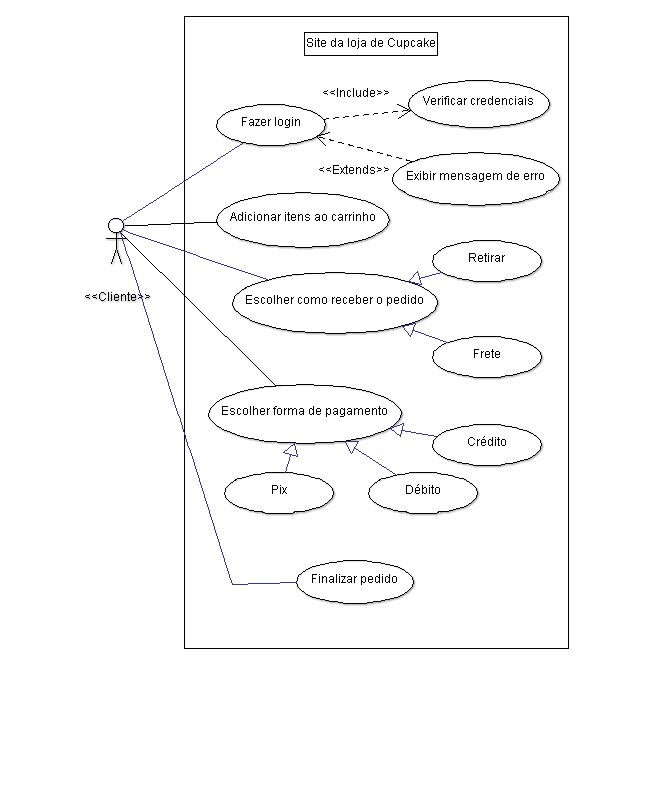 Site da loja de Cupcake
<<Include>>
Verificar credenciais
Fazer login
<<Extends>>
Exibir mensagem de erro
Adicionar itens ao carrinho
Retirar
<<Cliente>>
Escolher como receber o pedido
Frete
Escolher forma de pagamento
Crédito
Pix
Débito
Finalizar pedido